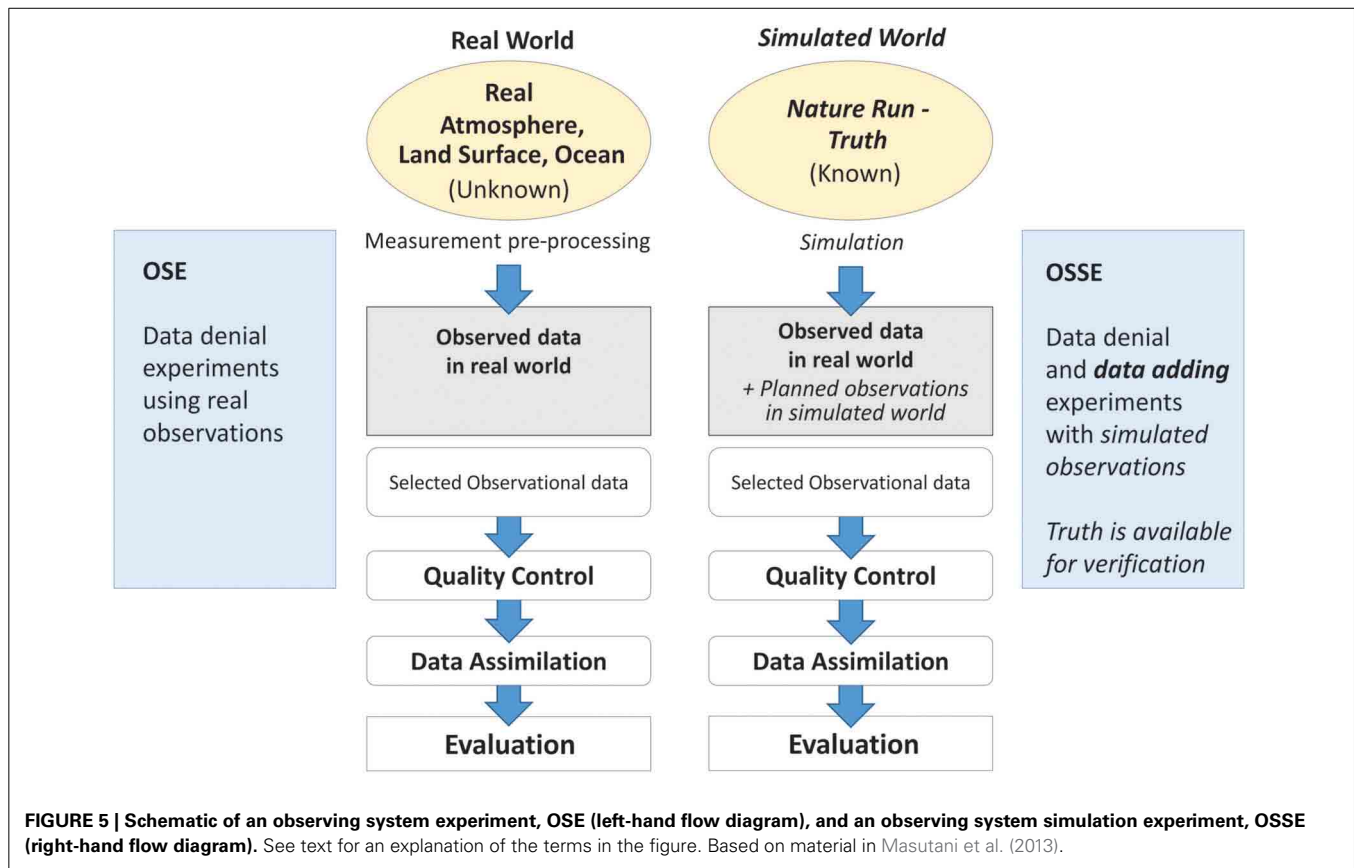 Real World
Real
Atmosphere,
Land Surface, Ocean
(Unknown)
Measurement pre-processing
Observed data
in real world
Selected Observational data
Quality Control
Data Assimilation
Evaluation
Simulated World
Nature Run -
Truth
(Known)
Simulation
Observed data
in real world
+ Planned observations
in simulated world
Selected Observational data
Quality Control
Data Assimilation
Evaluation
OSE
Data denial
experiments
using real
observations
OSSE
Data denial
and data adding
experiments
with simulated
observations
Truth is available
for verification
FIGURE 5 | Schematic of an observing system experiment, OSE (left-hand flow diagram), and an observing system simulation experiment, OSSE
(right-hand flow diagram). See text for an explanation of the terms in the figure. Based on material in Masutani et al. (2013).